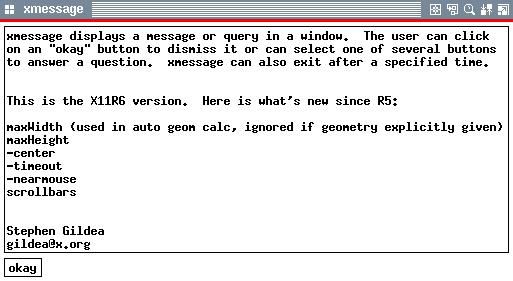 xmessage
xmessage displays a message or query in a window.  The user can click
on an "okay" button to dismiss it or can select one of several buttons
to answer a question.  xmessage can also exit after a specified time.
This is the X11R6 version.  Here is what's new since R5:
maxWidth (used in auto geom calc, ignored if geometry explicitly given)
maxHeight
-center
-timeout
-nearmouse
scrollbars
Stephen Gildea
gildea@x.org
okay